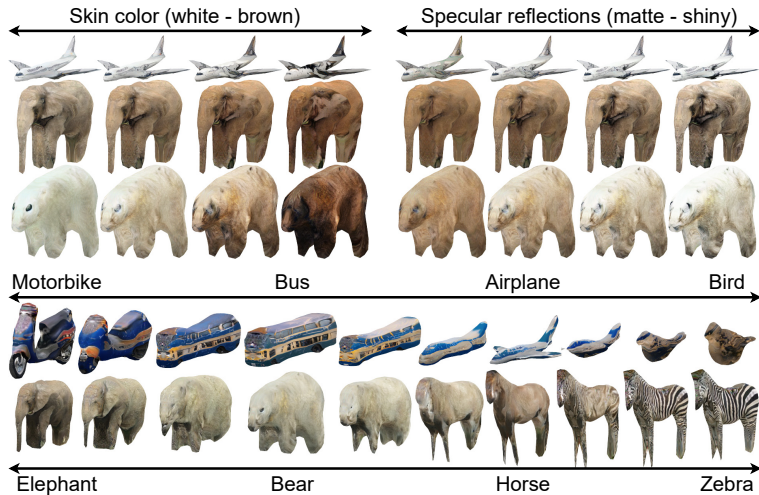 Skin color (white - brown)
Specular reflections (matte - shiny)
Motorbike Bus Airplane Bird
Elephant Bear Horse Zebra